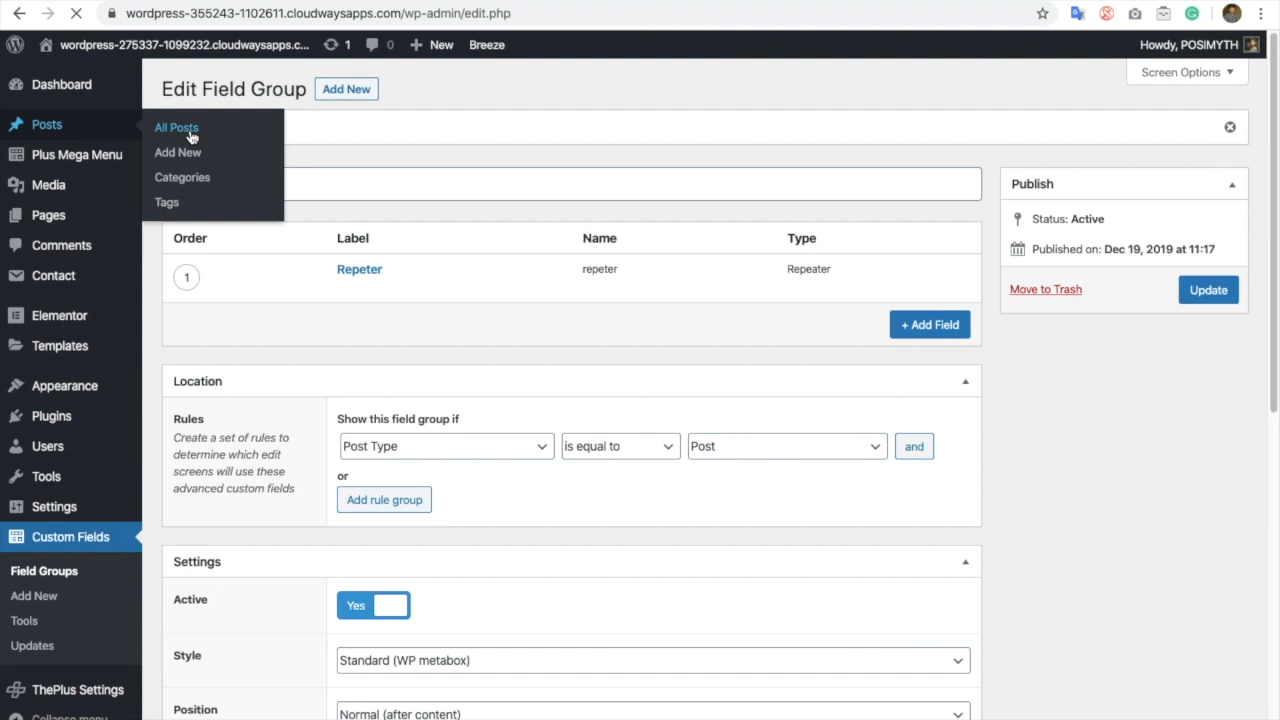 wordpress-355243-1102611.cloudwaysapps.com/wp-admin/edit.php
wordpress-275337-1099232.cloudwaysapps.c... 1 0 + New Breeze Howdy, POSIMYTH
Screen Options
Dashboard
Posts
Plus Mega Menu
Media
Pages
Comments
Contact
Elementor
Templates
Appearance
Plugins
Users
Tools
Settings
Custom Fields
Field Groups
Add New
Tools
Updates
ThePlus Settings
Collapse menu
All Posts
Add New
Categories
Tags
Edit Field Group Add New
Order Label Name Type
1 Repeter repeter Repeater
+ Add Field
Location
Rules
Create a set of rules to
determine which edit
screens will use these
advanced custom fields
Show this field group if
Post Type is equal to Post and
or
Add rule group
Settings
Active Yes
Style Standard (WP metabox)
Position Normal (after content)
Publish
Status: Active
Published on: Dec 19, 2019 at 11:17
Move to Trash Update